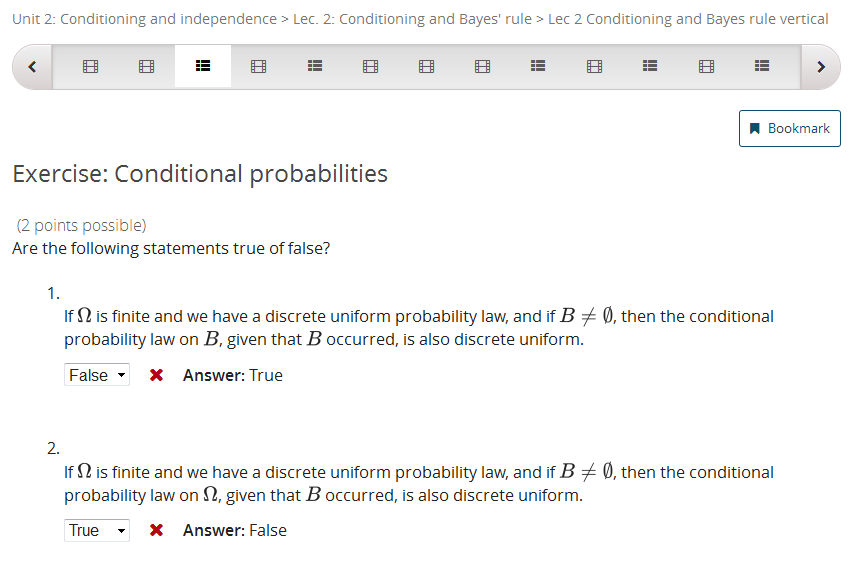 Unit 2: Conditioning and independence > Lec. 2: Conditioning and Bayes' rule > Lec 2 Conditioning and Bayes rule vertical
Bookmark
Exercise: Conditional probabilities
(2 points possible)
Are the following statements true of false?
1.
If Ω is finite and we have a discrete uniform probability law, and if B ≠ ∅, then the conditional
probability law on B, given that B occurred, is also discrete uniform.
False ✖ Answer: True
2.
If Ω is finite and we have a discrete uniform probability law, and if B ≠ ∅, then the conditional
probability law on Ω, given that B occurred, is also discrete uniform.
True ✖ Answer: False